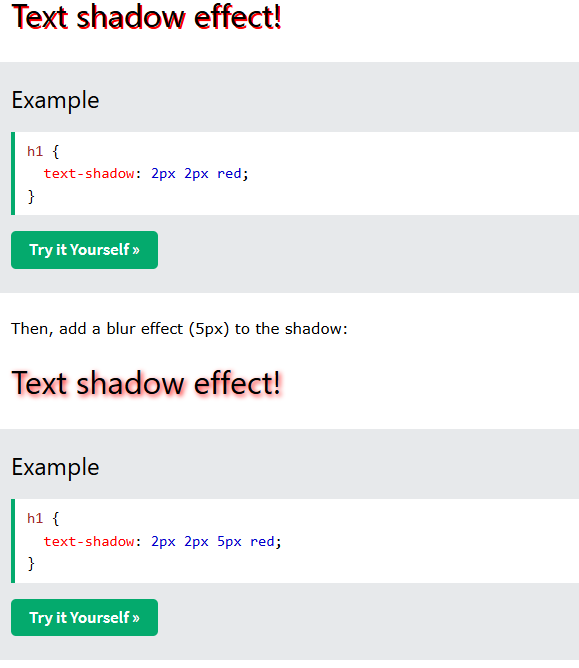 Text shadow effect!
Example
h1 {
  text-shadow: 2px 2px red;
}
Try it Yourself »
Then, add a blur effect (5px) to the shadow:
Text shadow effect!
Example
h1 {
  text-shadow: 2px 2px 5px red;
}
Try it Yourself »